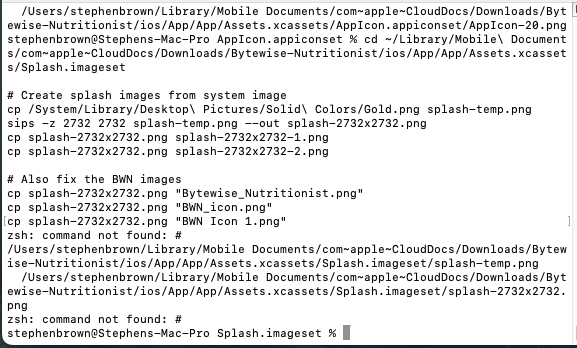 /Users/stephenbrown/Library/Mobile Documents/com~apple~CloudDocs/Downloads/Byt
ewise-Nutritionist/ios/App/App/Assets.xcassets/AppIcon.appiconset/AppIcon-20.png
stephenbrown@Stephens-Mac-Pro AppIcon.appiconset % cd ~/Library/Mobile\ Document
s/com~apple~CloudDocs/Downloads/Bytewise-Nutritionist/ios/App/App/Assets.xcasset
s/Splash.imageset

# Create splash images from system image
cp /System/Library/Desktop\ Pictures/Solid\ Colors/Gold.png splash-temp.png
sips -z 2732 2732 splash-temp.png --out splash-2732x2732.png
cp splash-2732x2732.png splash-2732x2732-1.png
cp splash-2732x2732.png splash-2732x2732-2.png

# Also fix the BWN images
cp splash-2732x2732.png "Bytewise_Nutritionist.png"
cp splash-2732x2732.png "BWN_icon.png"
cp splash-2732x2732.png "BWN Icon 1.png"
zsh: command not found: #
/Users/stephenbrown/Library/Mobile Documents/com~apple~CloudDocs/Downloads/Bytew
ise-Nutritionist/ios/App/App/Assets.xcassets/Splash.imageset/splash-temp.png
/Users/stephenbrown/Library/Mobile Documents/com~apple~CloudDocs/Downloads/Byt
ewise-Nutritionist/ios/App/App/Assets.xcassets/Splash.imageset/splash-2732x2732.
png
zsh: command not found: #
stephenbrown@Stephens-Mac-Pro Splash.imageset %